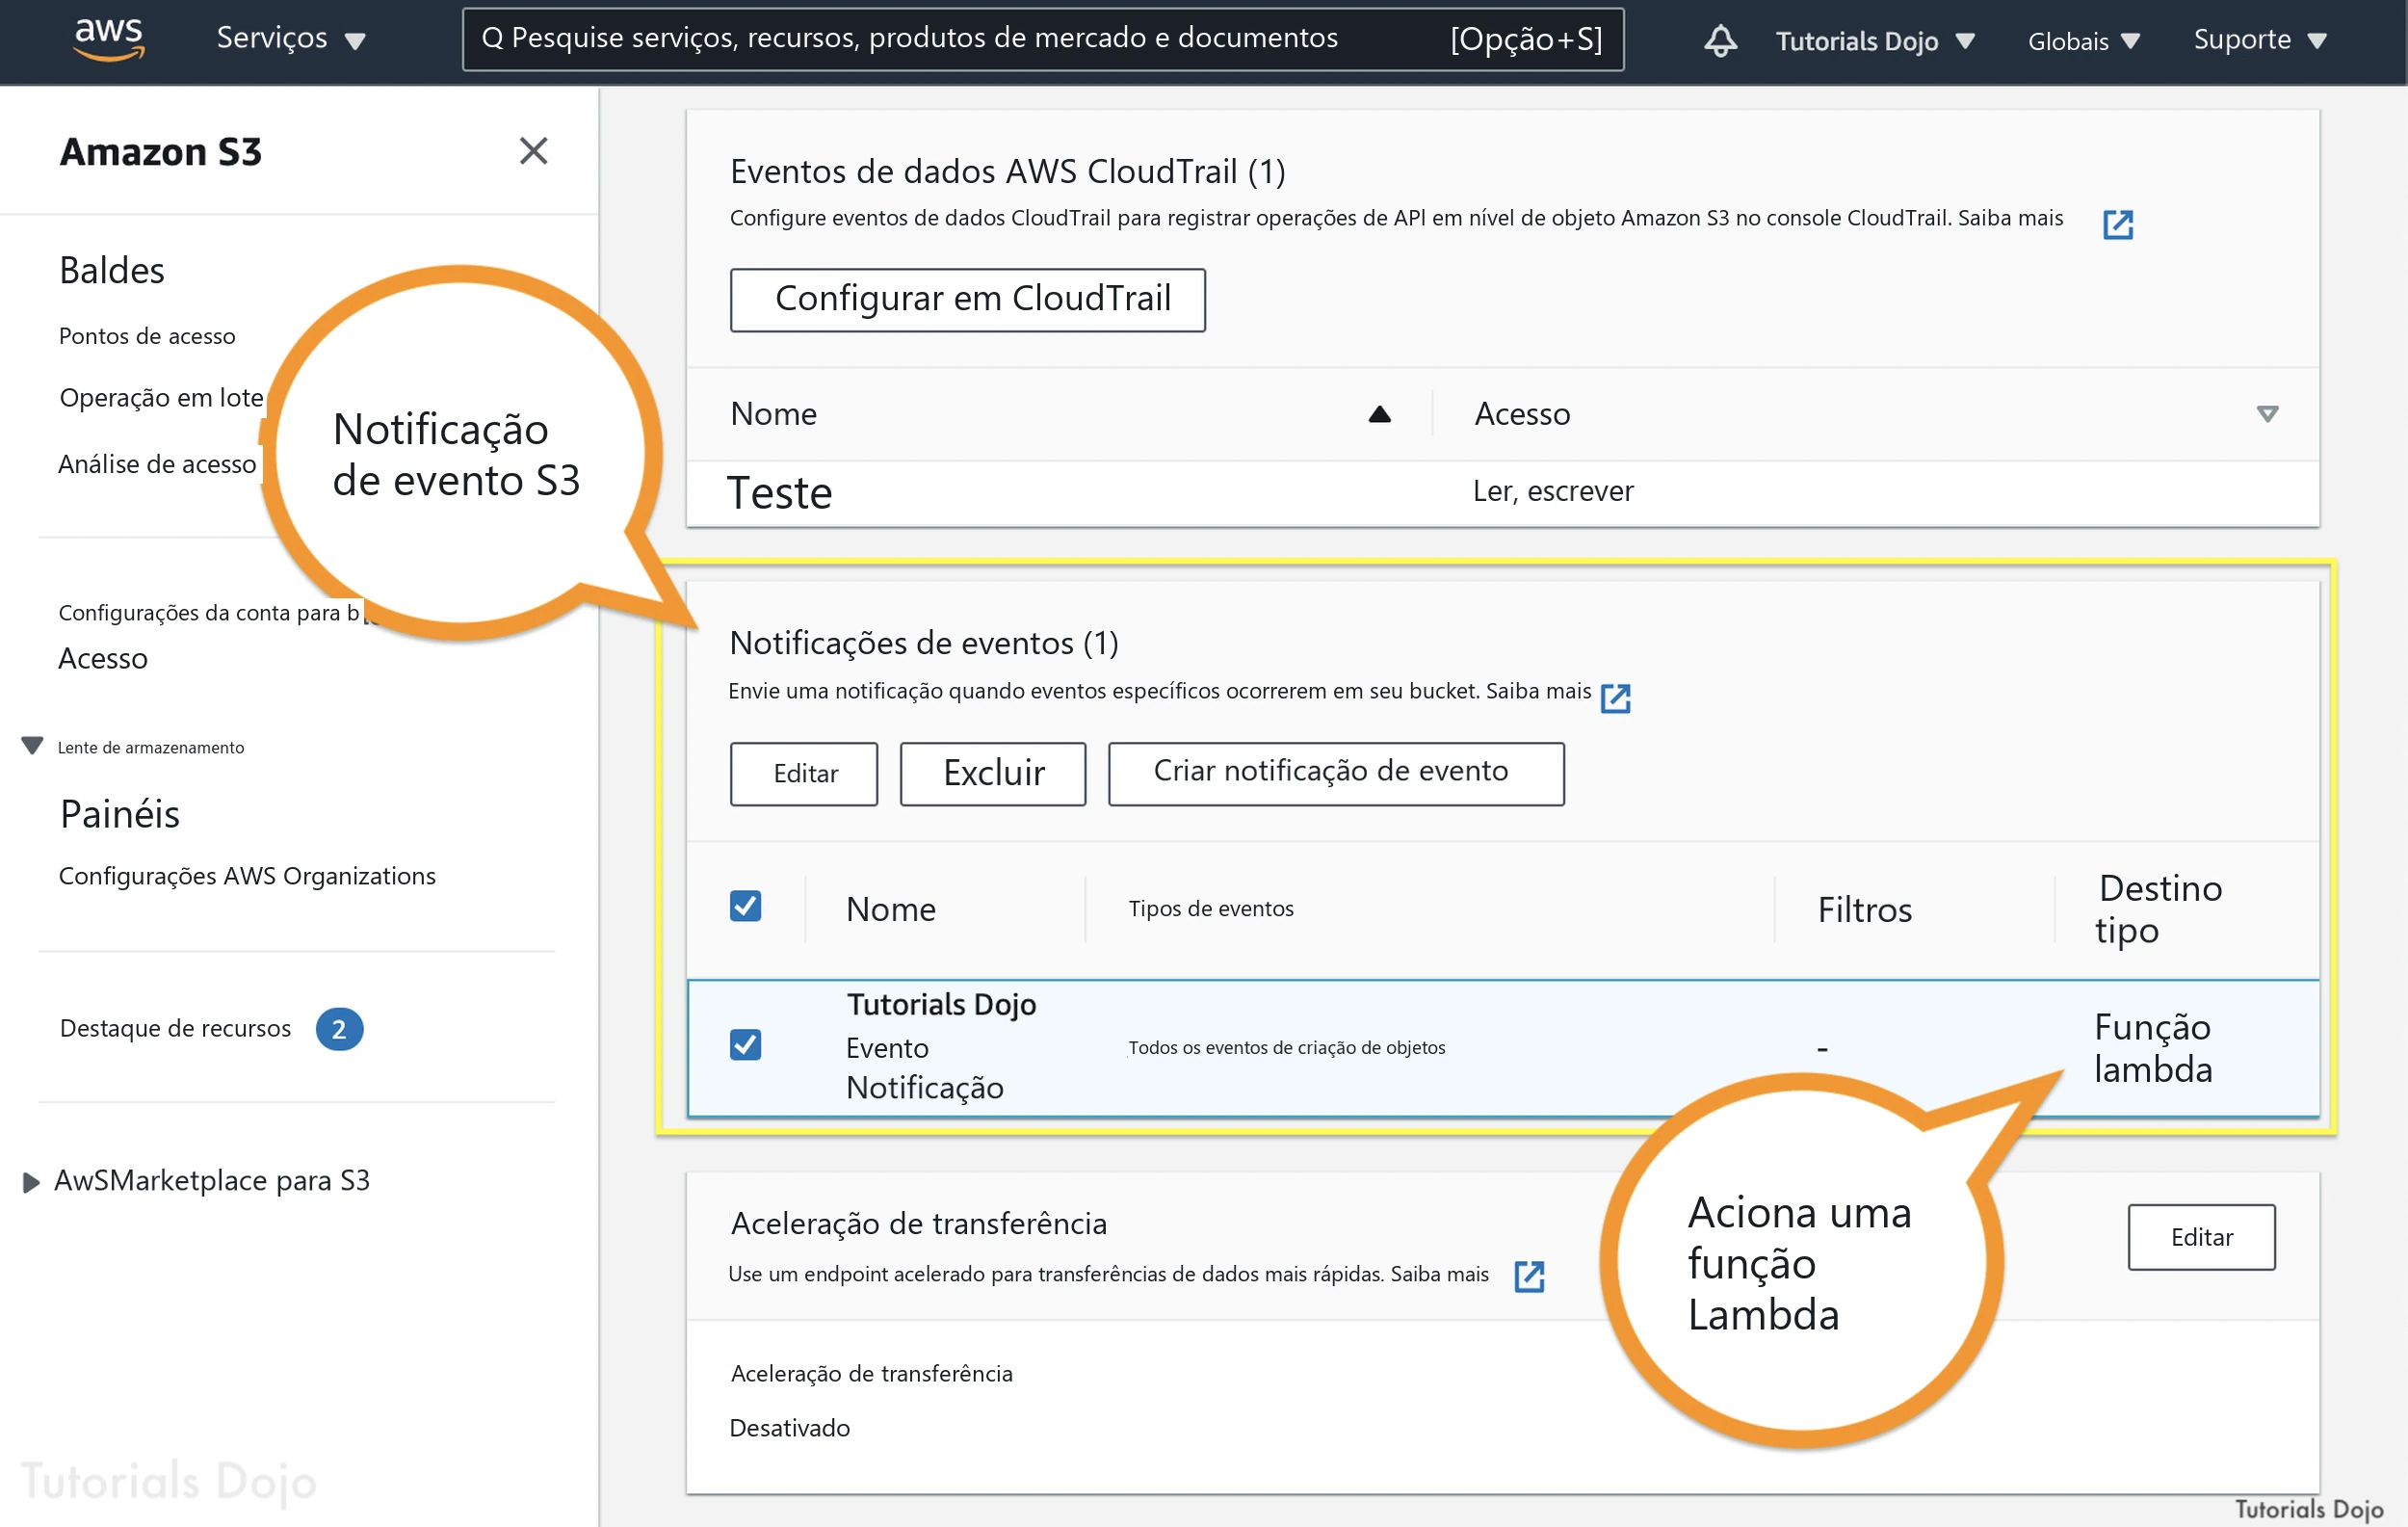 aws
Serviços
Q Pesquise serviços, recursos, produtos de mercado e documentos [Opção+S]
Tutorials Dojo
Globais
Suporte
Amazon S3
Baldes
Pontos de acesso
Operação em lote
Análise de acesso
Configurações da conta para b
Acesso
Lente de armazenamento
Painéis
Configurações AWS Organizations
Destaque de recursos 2
AwSMarketplace para S3
Tutorials Dojo
Notificação
de evento S3
Eventos de dados AWS CloudTrail (1)
Configure eventos de dados CloudTrail para registrar operações de API em nível de objeto Amazon S3 no console CloudTrail. Saiba mais
Configurar em CloudTrail
Nome Acesso
Teste Ler, escrever
Notificações de eventos (1)
Envie uma notificação quando eventos específicos ocorrerem em seu bucket. Saiba mais
Editar Excluir Criar notificação de evento
Nome Tipos de eventos Filtros Destino
tipo
Tutorials Dojo
Evento
Notificação
Todos os eventos de criação de objetos
-
Função
lambda
Aceleração de transferência
Use um endpoint acelerado para transferências de dados mais rápidas. Saiba mais
Editar
Aciona uma
função
Lambda
Aceleração de transferência
Desativado
Tutorials Dojo